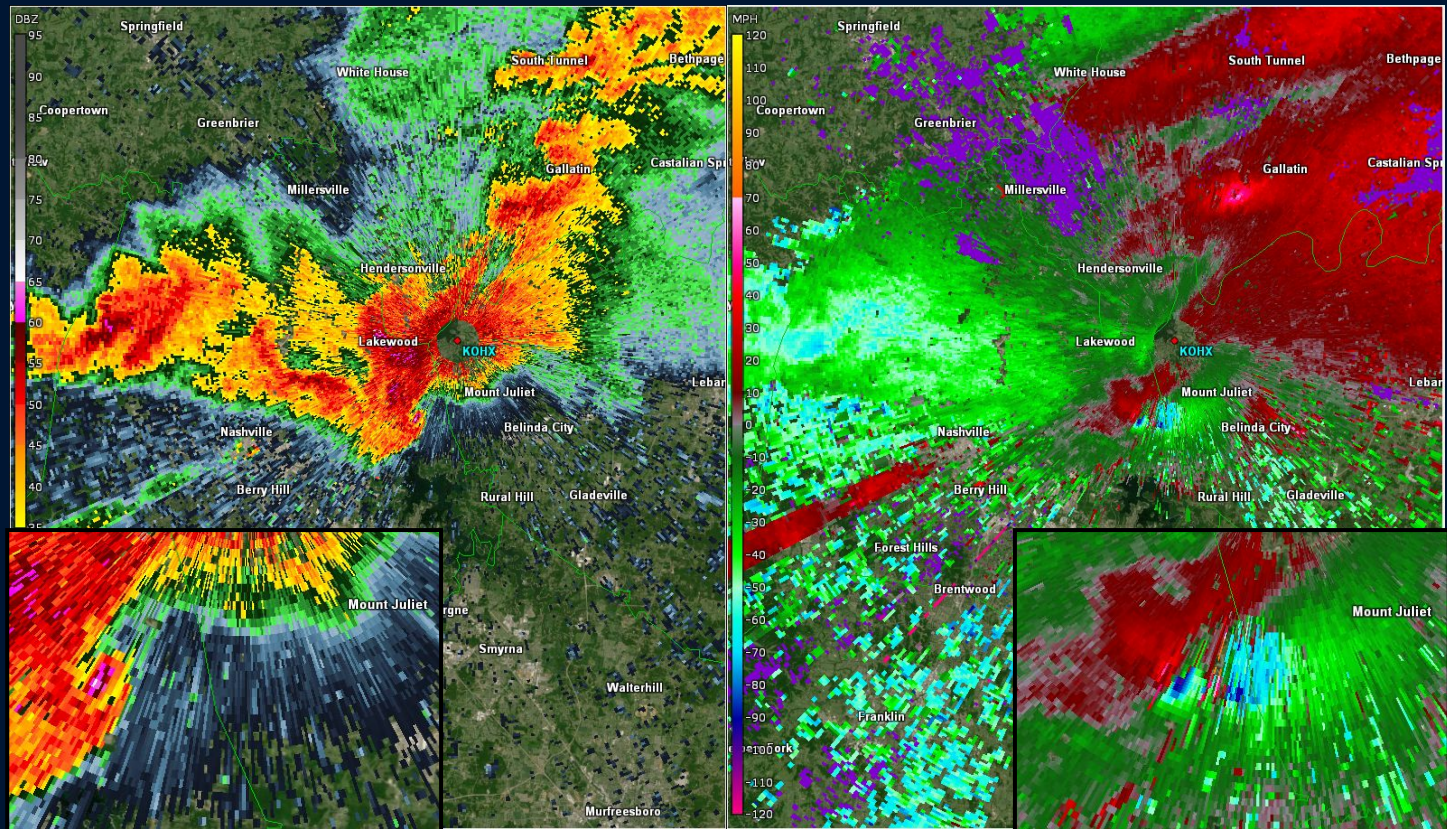 DBZ
95
90
85
80
75
70
65
60
55
50
45
40
35
Springfield
White House
South Tunnel
Bethpage
Coopertown
Greenbrier
Millersville
Gallatin
Castalian Spr
Hendersonville
Lakewood
KOHX
Mount Juliet
Lebar
Nashville
Belinda City
Berry Hill
Rural Hill
Gladeville
rgne
Smyrna
Walterhill
Murfreesboro
Mount Juliet
MPH
120
110
100
90
80
70
60
50
40
30
20
10
0
-10
-20
-30
-40
-50
-60
-70
-80
-90
-100
-110
-120
Springfield
White House
South Tunnel
Bethpage
Coopertown
Greenbrier
Millersville
Gallatin
Castalian Spr
Hendersonville
Lakewood
KOHX
Mount Juliet
Lebar
Nashville
Belinda City
Berry Hill
Rural Hill
Gladeville
Forest Hills
Brentwood
Franklin
Mount Juliet